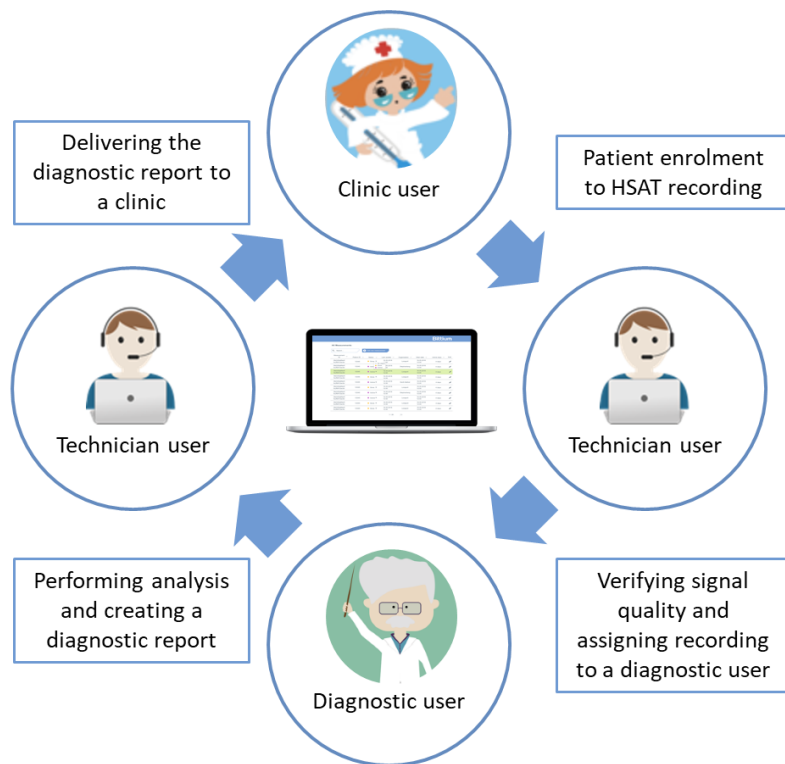 Clinic user
Delivering the
diagnostic report to
a clinic
Patient enrolment
to HSAT recording
Bittium
Technician user
Technician user
Performing analysis
and creating a
diagnostic report
Diagnostic user
Verifying signal
quality and
assigning recording
to a diagnostic user